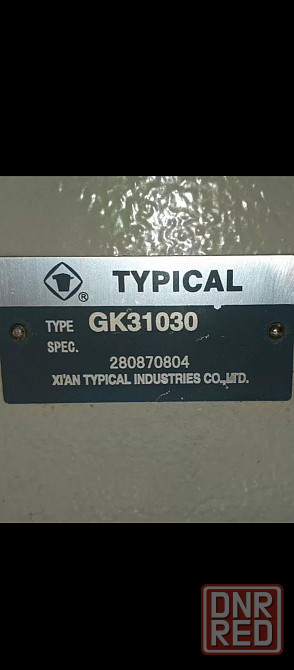 ® TYPICAL
TYPE GK31030
SPEC.
280870804
XI'AN TYPICAL INDUSTRIES CO.,LTD.
DNR
RED